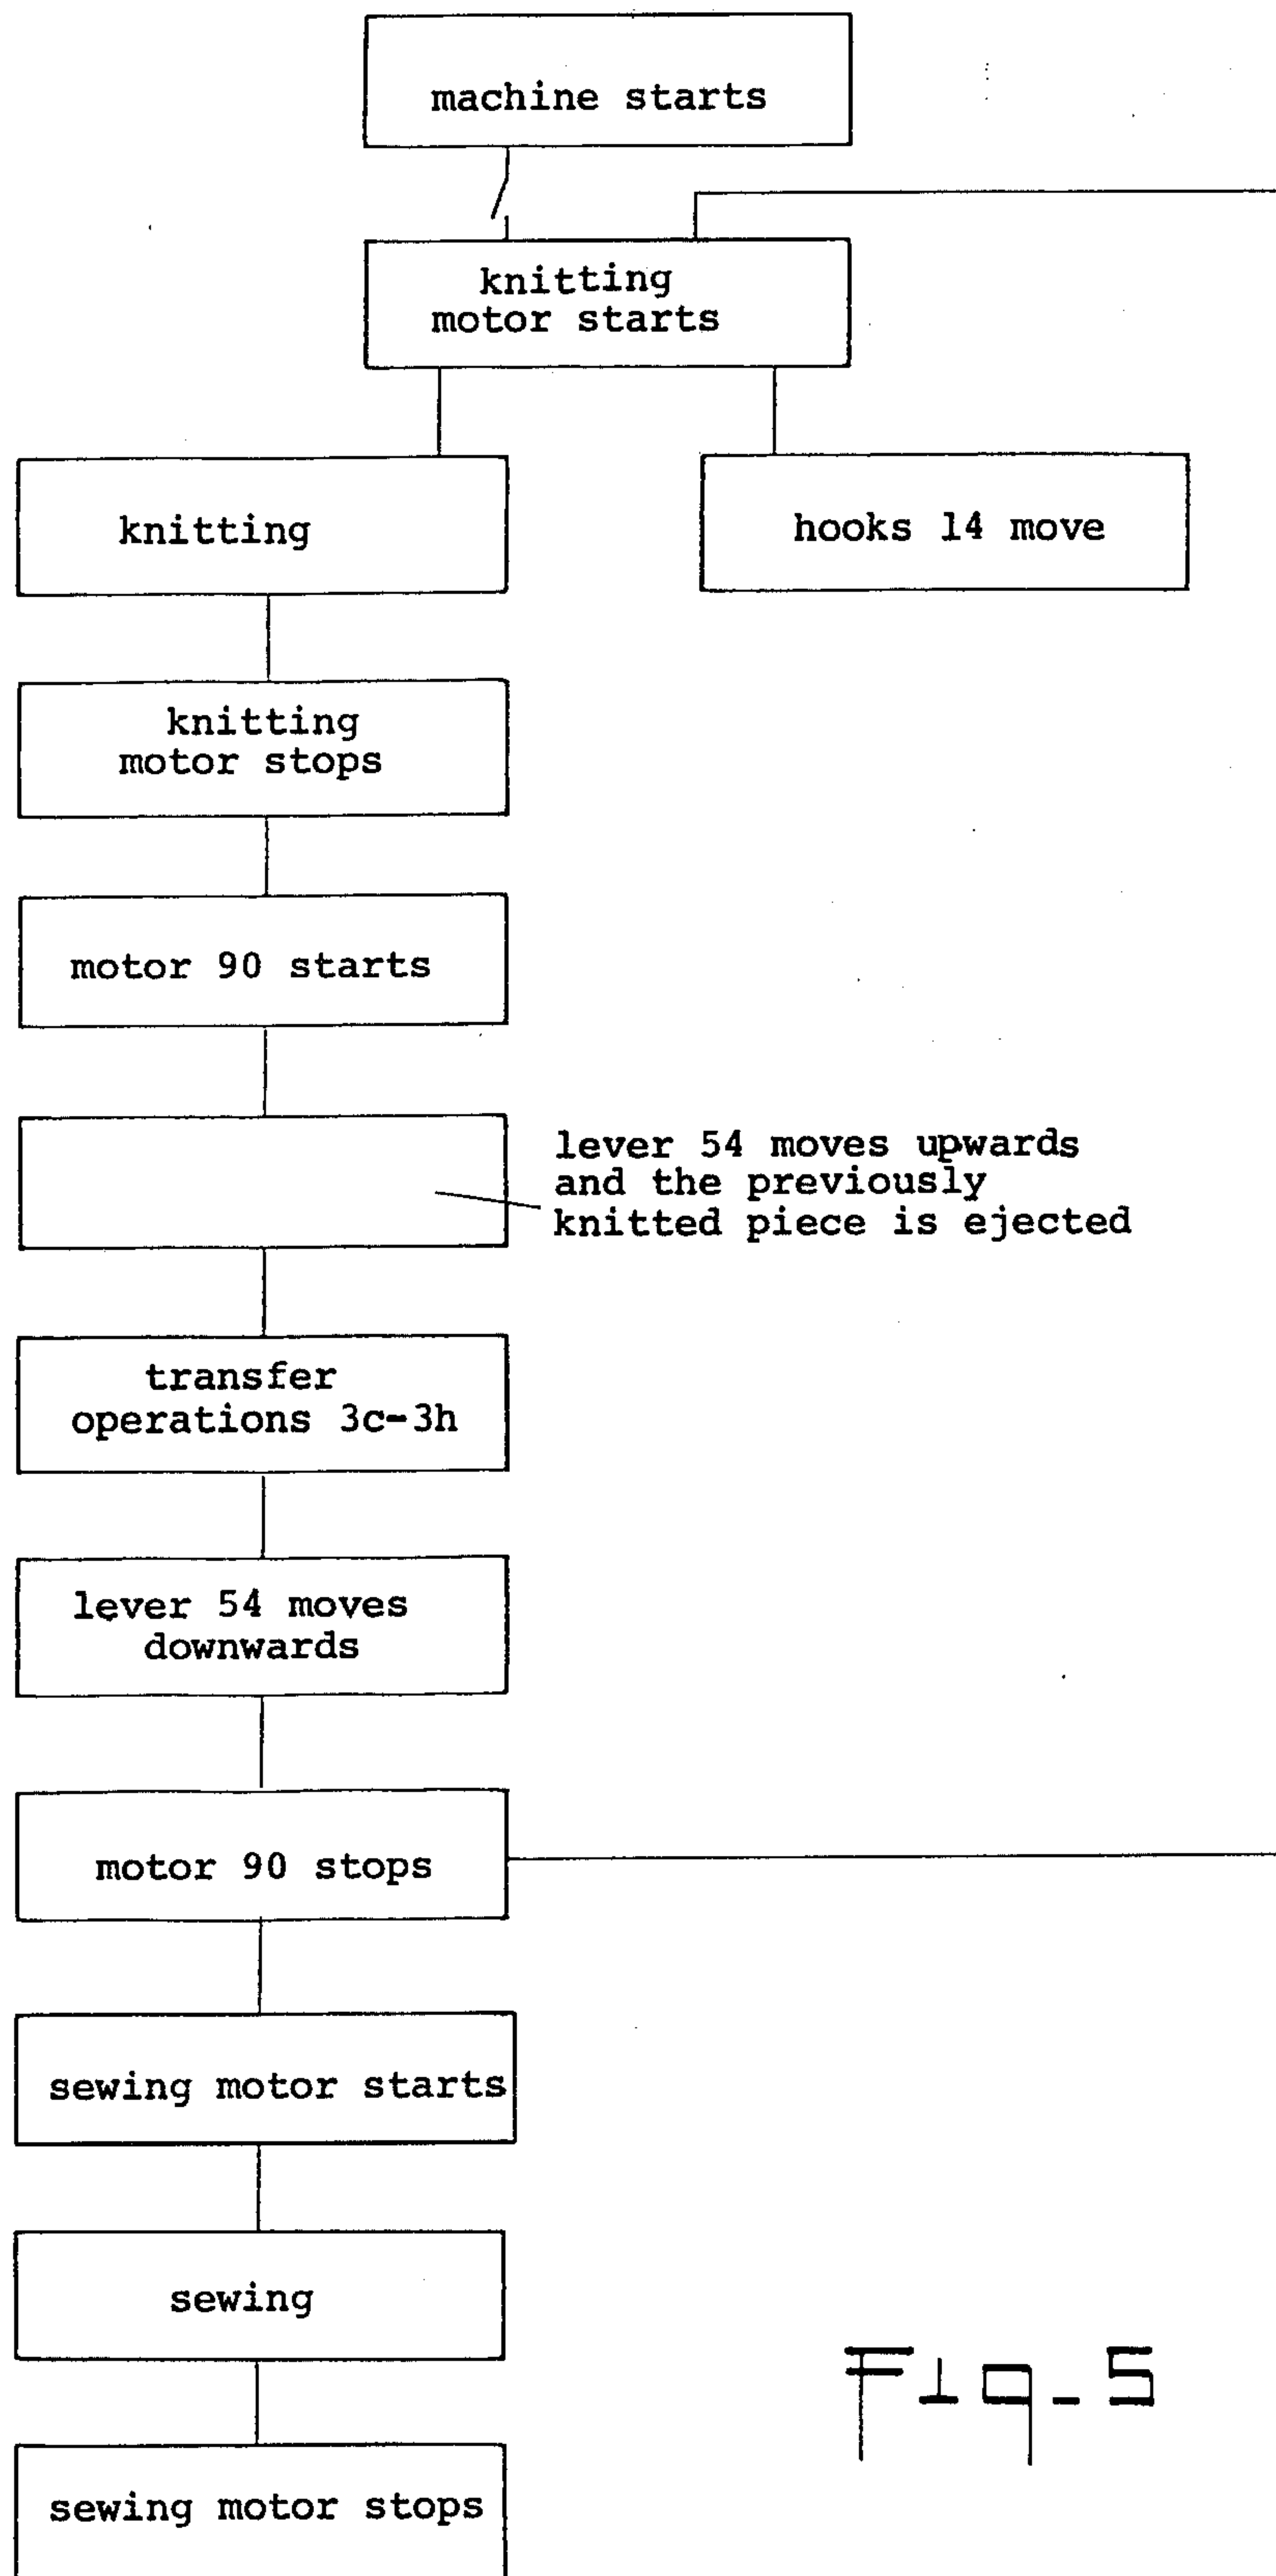 machine starts
knitting
motor starts
knitting
hooks 14 move
knitting
motor stops
motor 90 starts
lever 54 moves upwards
and the previously
knitted piece is ejected
transfer
operations 3c-3h
lever 54 moves
downwards
motor 90 stops
sewing motor starts
sewing
sewing motor stops
Fig_5